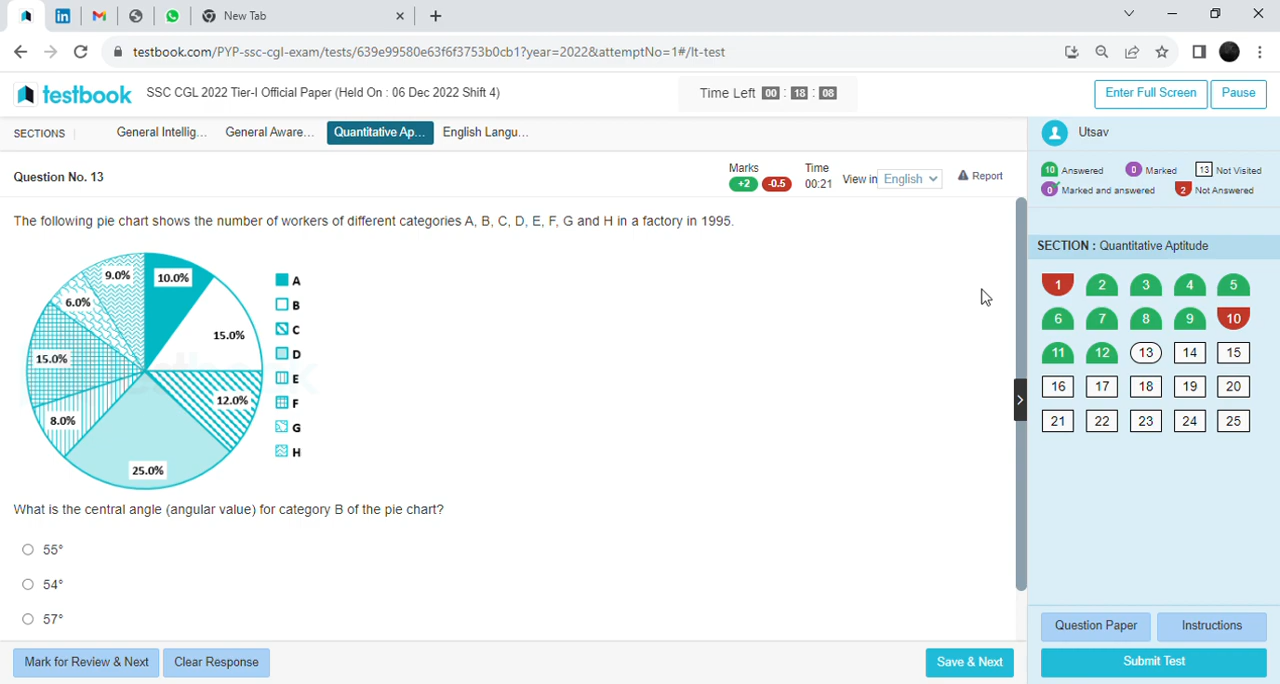 New Tab
testbook.com/PYP-ssc-cgl-exam/tests/639e99580e63f6f3753b0cb1?year=2022&attemptNo=1#/lt-test
testbook SSC CGL 2022 Tier-I Official Paper (Held On : 06 Dec 2022 Shift 4) Time Left 00 : 18 : 08 Enter Full Screen Pause
SECTIONS General Intellig... General Aware... Quantitative Ap... English Langu... Utsav
Question No. 13 Marks +2 -0.5 Time 00:21 View in English Report
10 Answered 0 Marked 13 Not Visited
0 Marked and answered 2 Not Answered
The following pie chart shows the number of workers of different categories A, B, C, D, E, F, G and H in a factory in 1995.
9.0% 10.0%
6.0%
15.0%
15.0%
12.0%
8.0%
25.0%
A
B
C
D
E
F
G
H
What is the central angle (angular value) for category B of the pie chart?
55°
54°
57°
Mark for Review & Next Clear Response Save & Next
SECTION : Quantitative Aptitude
1 2 3 4 5
6 7 8 9 10
11 12 13 14 15
16 17 18 19 20
21 22 23 24 25
Question Paper Instructions
Submit Test